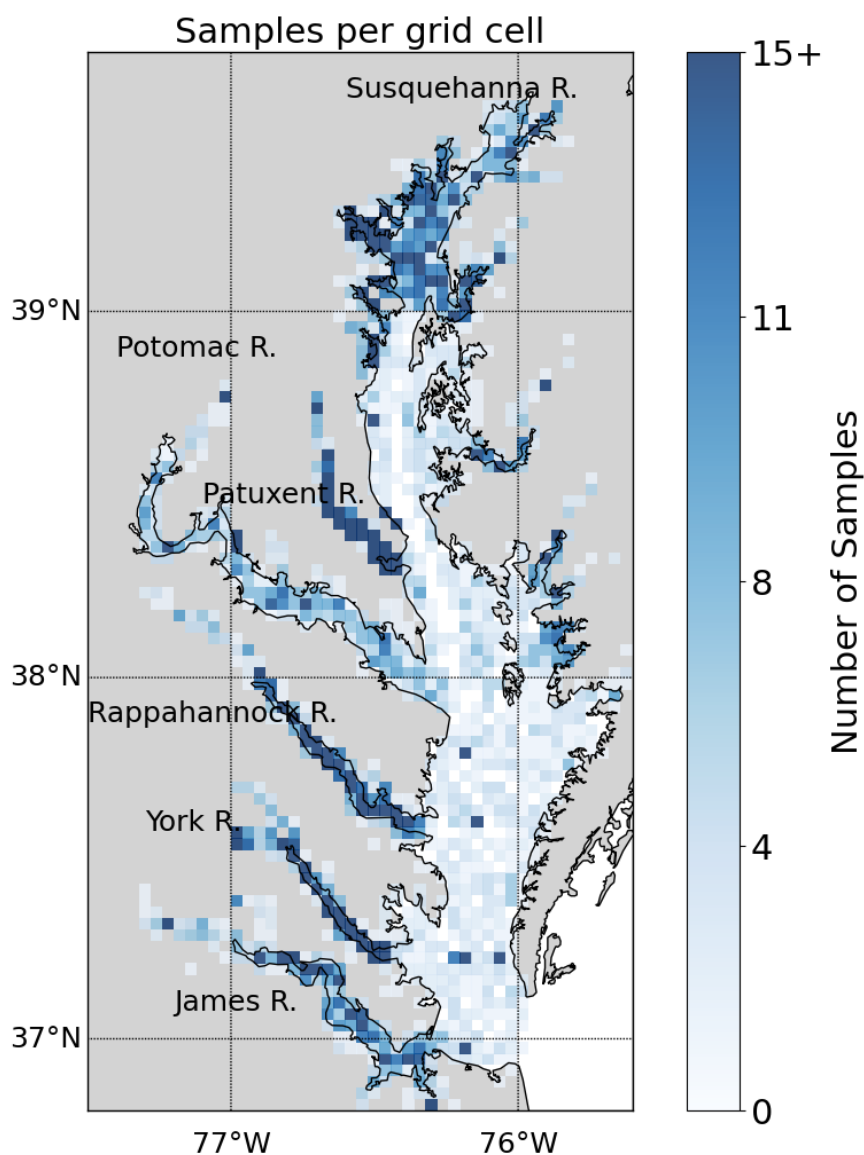 Samples per grid cell
Susquehanna R.
Potomac R.
Patuxent R.
Rappahannock R.
York R.
James R.
39°N
38°N
37°N
77°W
76°W
15+
11
8
4
0
Number of Samples